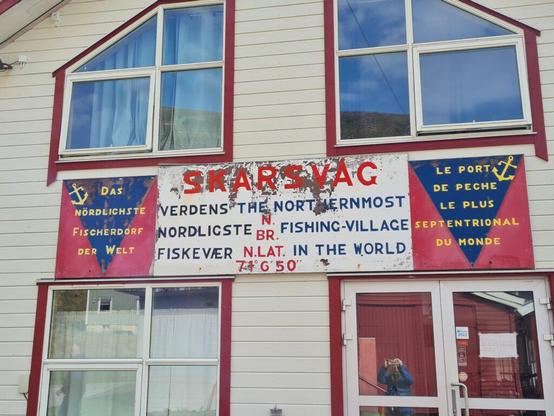 SKARSVÅG
DAS
NÖRDLICHSTE
FISCHERDORF
DER WELT
VERDENS THE NORTHERNMOST
NORDLIGSTE N. BR. FISHING-VILLAGE
FISKEVÆR N.LAT. IN THE WORLD
71° 6' 50"
LE PORT
DE PECHE
LE PLUS
SEPTENTRIONAL
DU MONDE